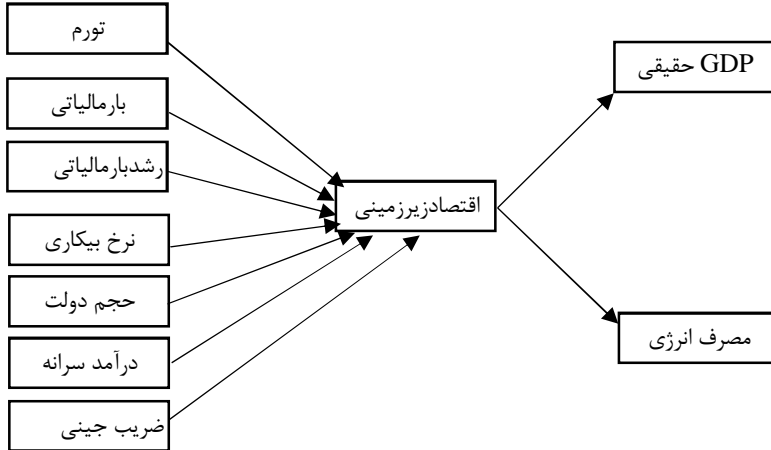 تورم
بارمالیاتی
رشدبارمالیاتی
نرخ بیکاری
حجم دولت
درآمد سرانه
ضریب جینی
اقتصادزیرزمینی
GDP حقیقی
مصرف انرژی